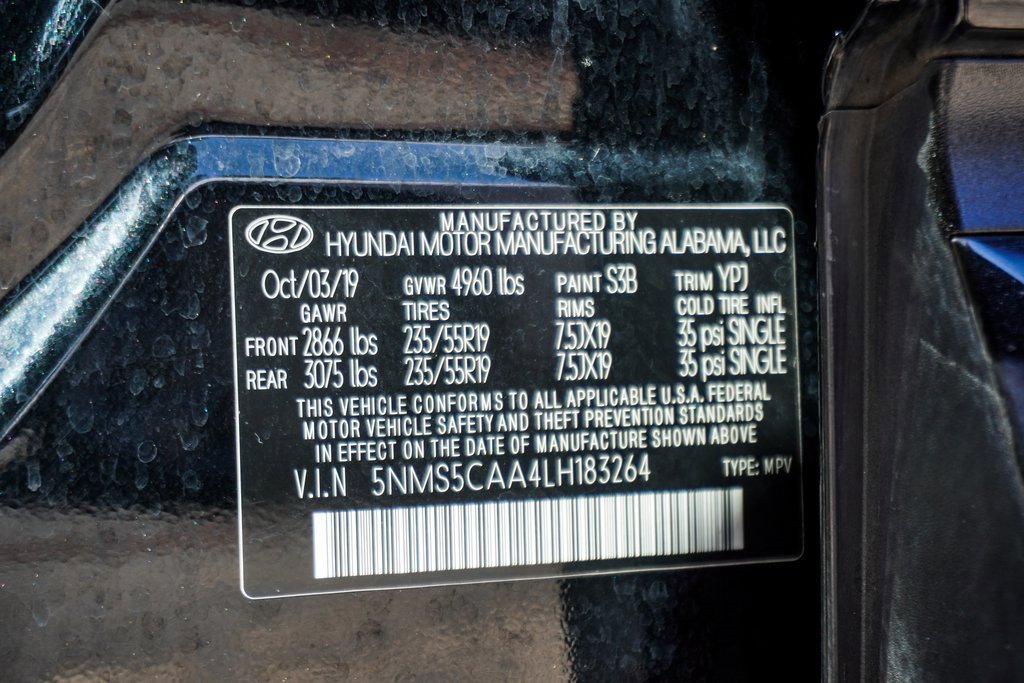 MANUFACTURED BY
HYUNDAI MOTOR MANUFACTURING ALABAMA, LLC
Oct/03/19 GVWR 4960 lbs PAINT S3B TRIM YPJ
GAWR TIRES RIMS COLD TIRE INFL
FRONT 2866 lbs 235/55R19 7.5JX19 35 psi SINGLE
REAR 3075 lbs 235/55R19 7.5JX19 35 psi SINGLE
THIS VEHICLE CONFORMS TO ALL APPLICABLE U.S.A. FEDERAL
MOTOR VEHICLE SAFETY AND THEFT PREVENTION STANDARDS
IN EFFECT ON THE DATE OF MANUFACTURE SHOWN ABOVE
V.I.N 5NMS5CAA4LH183264 TYPE: MPV